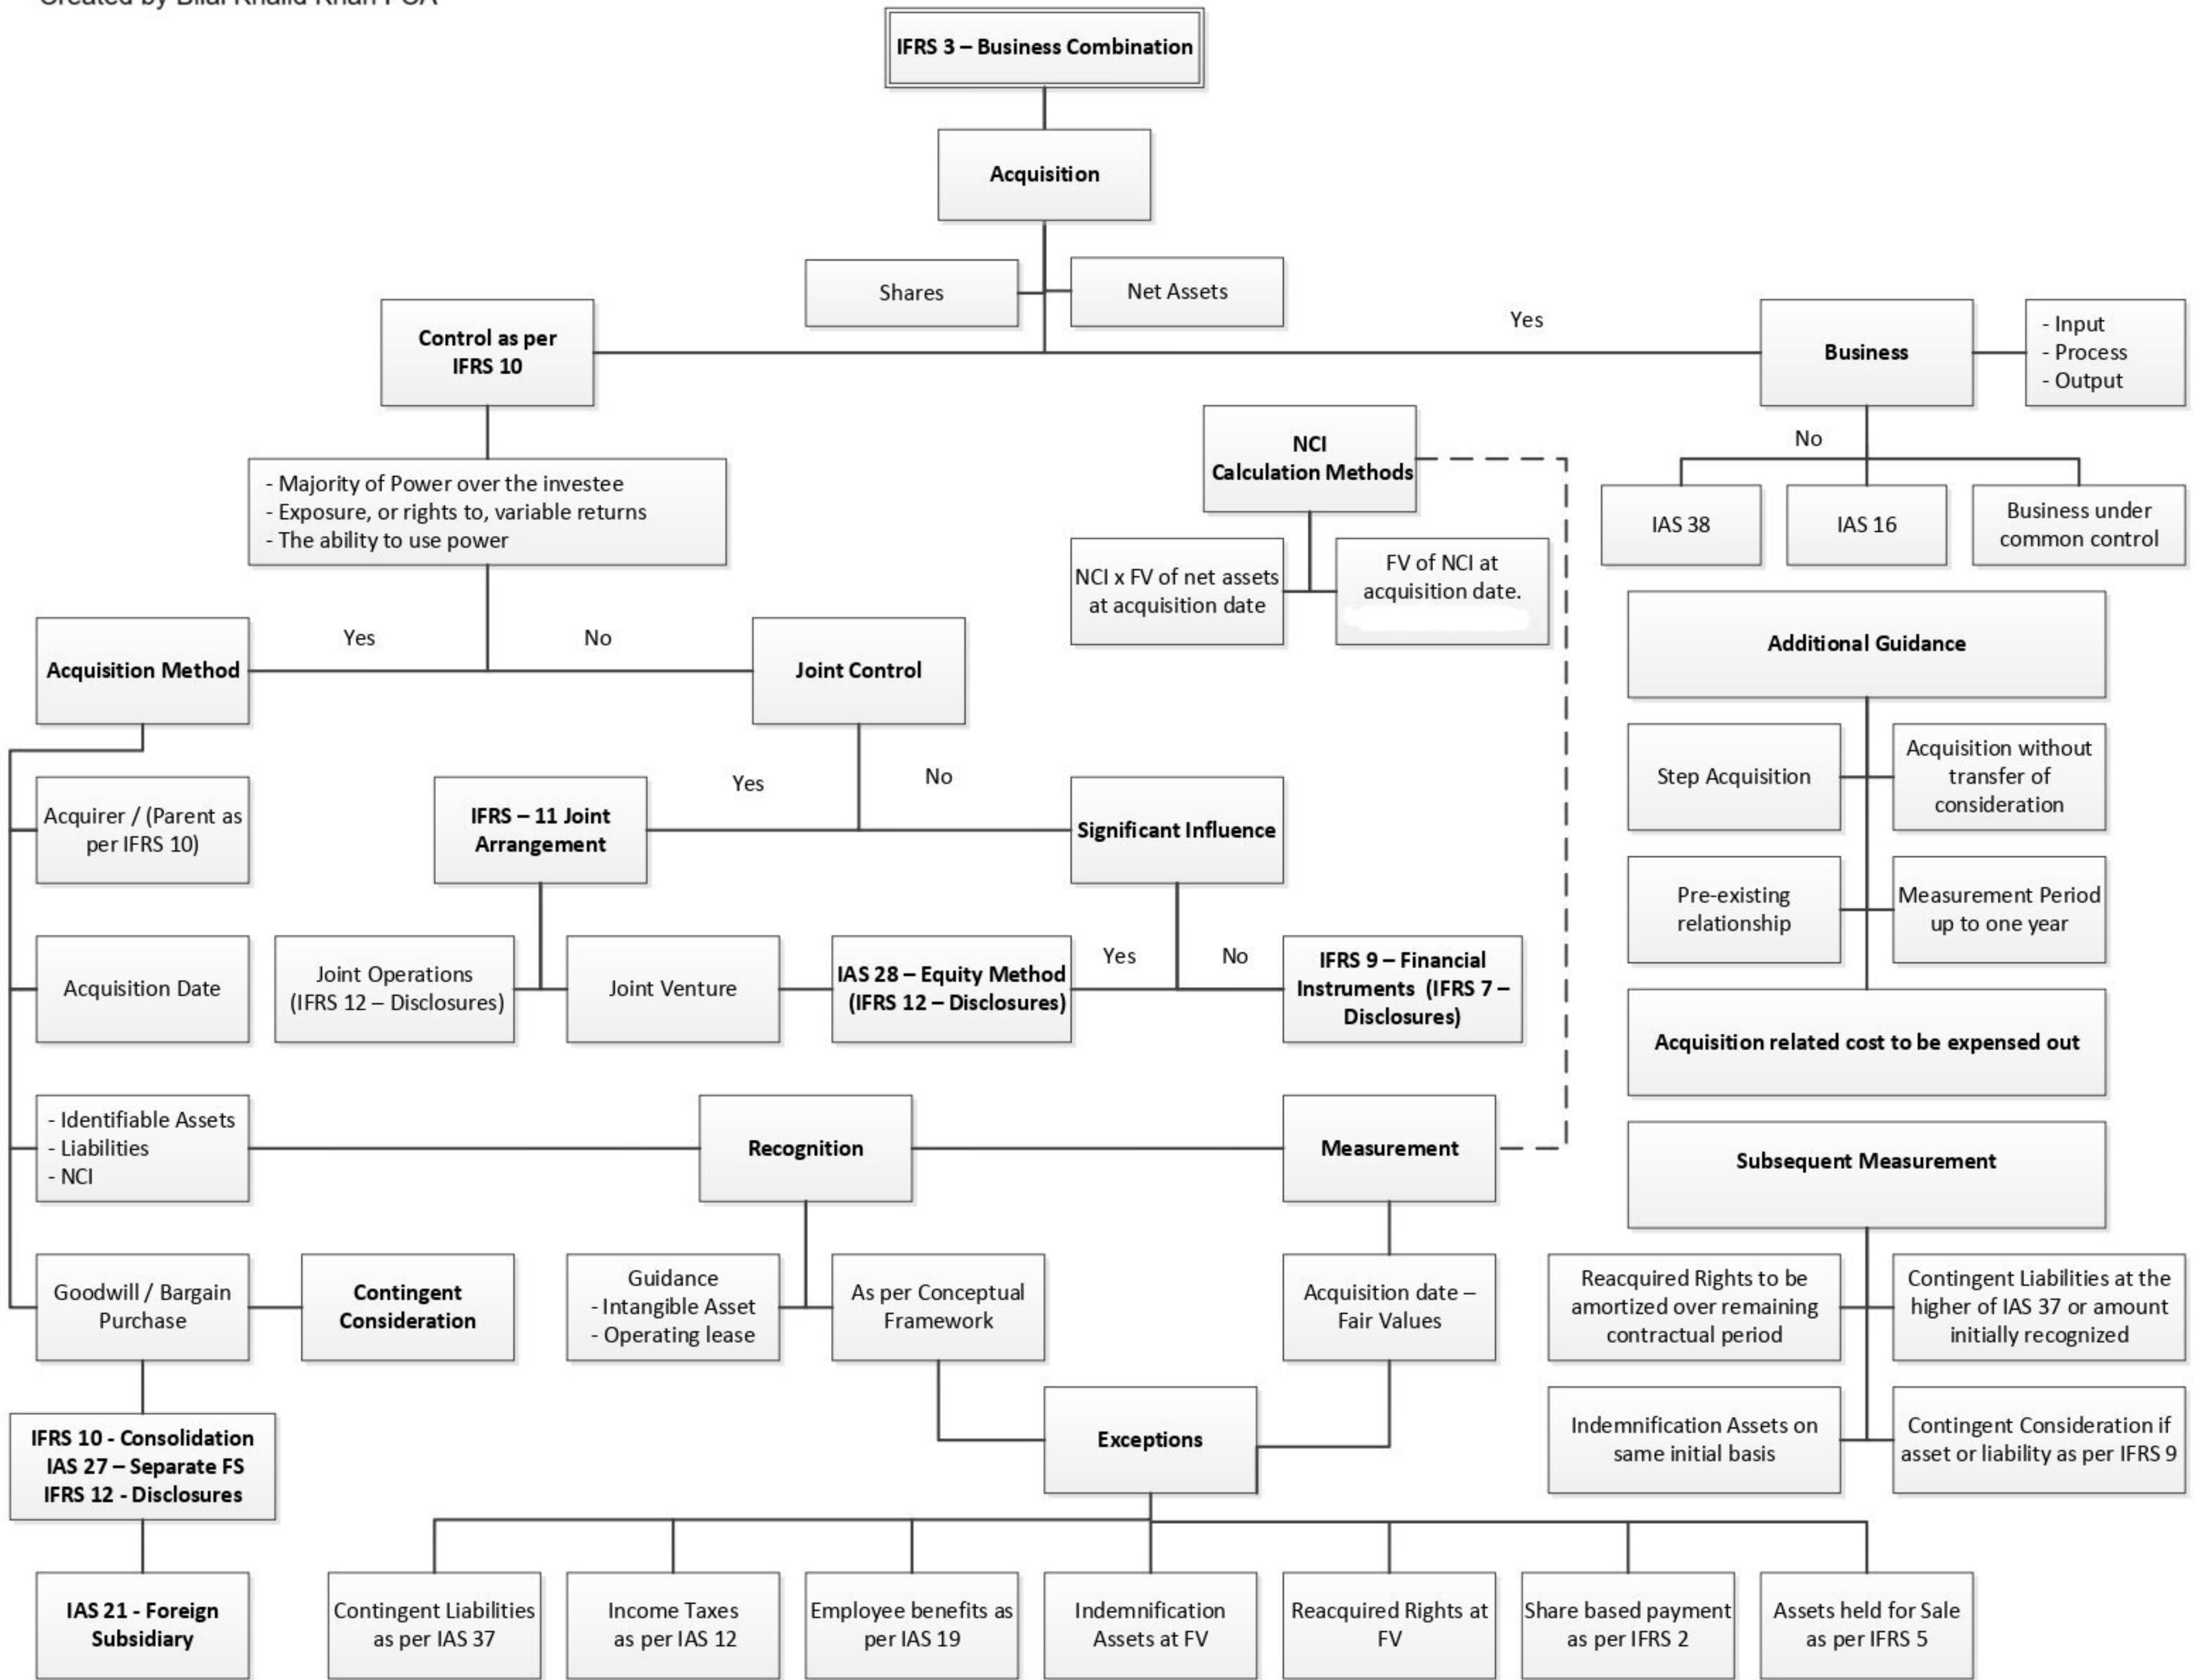 Created by Bilal Khalid Khan FCA
IFRS 3 – Business Combination
Acquisition
Shares
Net Assets
Control as per
IFRS 10
Yes
Business
- Input
- Process
- Output
No
NCI
Calculation Methods
- Majority of Power over the investee
- Exposure, or rights to, variable returns
- The ability to use power
IAS 38
IAS 16
Business under
common control
NCI x FV of net assets
at acquisition date
FV of NCI at
acquisition date.
Acquisition Method
Yes
No
Joint Control
Additional Guidance
Step Acquisition
Acquisition without
transfer of
consideration
Acquirer / (Parent as
per IFRS 10)
IFRS – 11 Joint
Arrangement
Yes
No
Significant Influence
Pre-existing
relationship
Measurement Period
up to one year
Acquisition Date
Joint Operations
(IFRS 12 – Disclosures)
Joint Venture
IAS 28 – Equity Method
(IFRS 12 – Disclosures)
Yes
No
IFRS 9 – Financial
Instruments (IFRS 7 –
Disclosures)
Acquisition related cost to be expensed out
- Identifiable Assets
- Liabilities
- NCI
Recognition
Measurement
Subsequent Measurement
Goodwill / Bargain
Purchase
Contingent
Consideration
Guidance
- Intangible Asset
- Operating lease
As per Conceptual
Framework
Acquisition date –
Fair Values
Reacquired Rights to be
amortized over remaining
contractual period
Contingent Liabilities at the
higher of IAS 37 or amount
initially recognized
IFRS 10 - Consolidation
IAS 27 – Separate FS
IFRS 12 - Disclosures
Exceptions
Indemnification Assets on
same initial basis
Contingent Consideration if
asset or liability as per IFRS 9
IAS 21 - Foreign
Subsidiary
Contingent Liabilities
as per IAS 37
Income Taxes
as per IAS 12
Employee benefits as
per IAS 19
Indemnification
Assets at FV
Reacquired Rights at
FV
Share based payment
as per IFRS 2
Assets held for Sale
as per IFRS 5